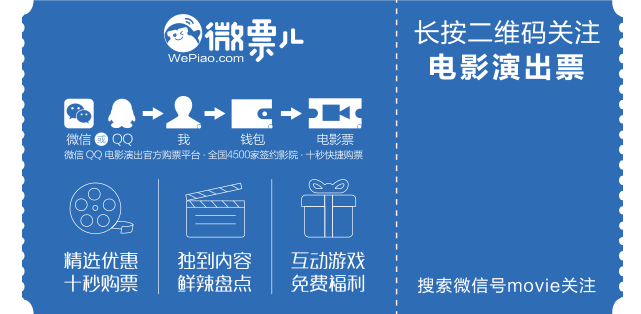 微票儿
WePiao.com
微信 或 QQ 我 钱包 电影票
微信 QQ 电影演出官方购票平台 · 全国4500家签约影院 · 十秒快捷购票
精选优惠
十秒购票
独到内容
鲜辣盘点
互动游戏
免费福利
长按二维码关注
电影演出票
搜索微信号movie关注